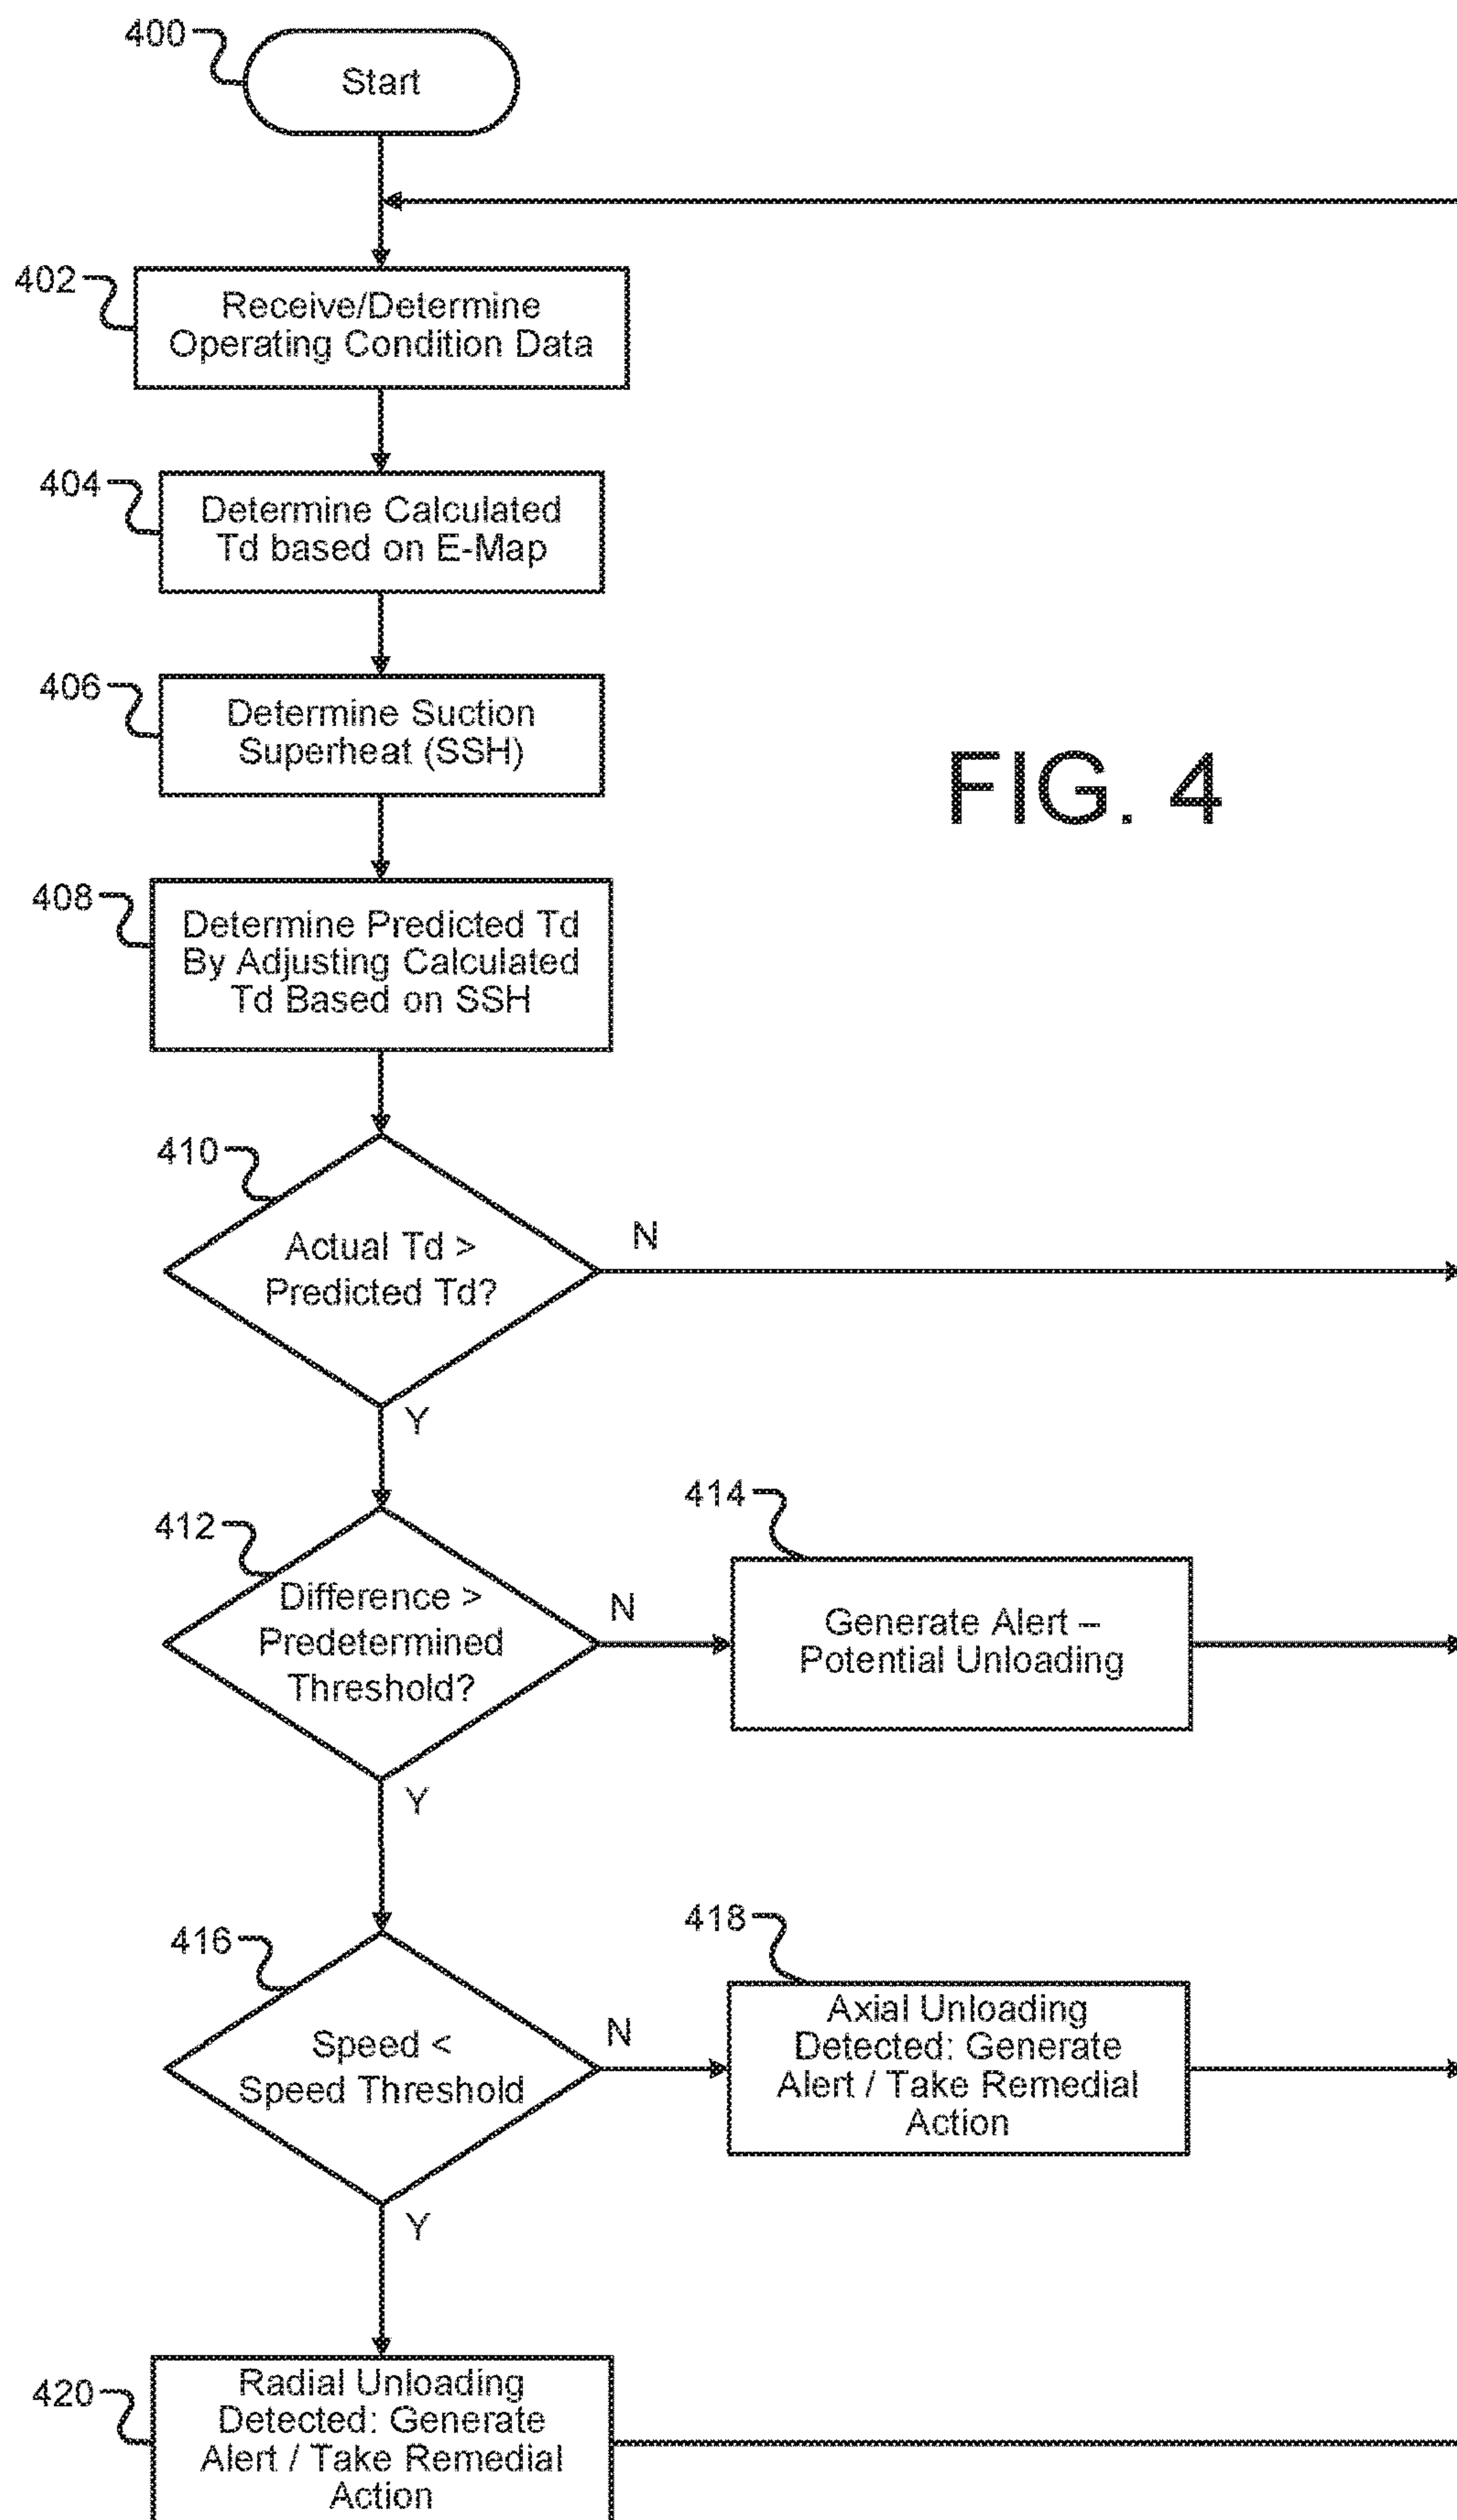 400
Start
402
Receive/Determine
Operating Condition Data
404
Determine Calculated
Td based on E-Map
406
Determine Suction
Superheat (SSH)
FIG. 4
408
Determine Predicted Td
By Adjusting Calculated
Td Based on SSH
410
Actual Td >
Predicted Td?
N
Y
412
Difference >
Predetermined
Threshold?
N
414
Generate Alert –
Potential Unloading
Y
416
Speed <
Speed Threshold
N
418
Axial Unloading
Detected: Generate
Alert / Take Remedial
Action
Y
420
Radial Unloading
Detected: Generate
Alert / Take Remedial
Action